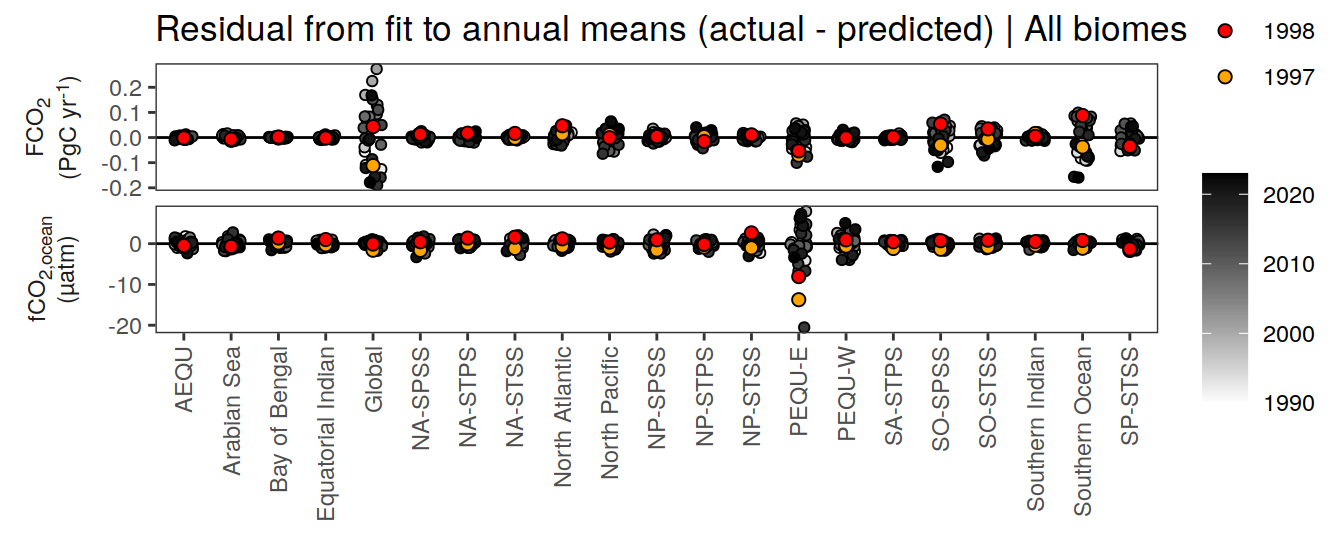 Residual from fit to annual means (actual - predicted) | All biomes
1998
1997
FCO₂
(PgC yr⁻¹)
0.2
0.1
0.0
-0.1
-0.2
fCO₂,ocean
(µatm)
0
-10
-20
2020
2010
2000
1990
AEQU
Arabian Sea
Bay of Bengal
Equatorial Indian
Global
NA-SPSS
NA-STPS
NA-STSS
North Atlantic
North Pacific
NP-SPSS
NP-STPS
NP-STSS
PEQU-E
PEQU-W
SA-STPS
SO-SPSS
SO-STSS
Southern Indian
Southern Ocean
SP-STSS